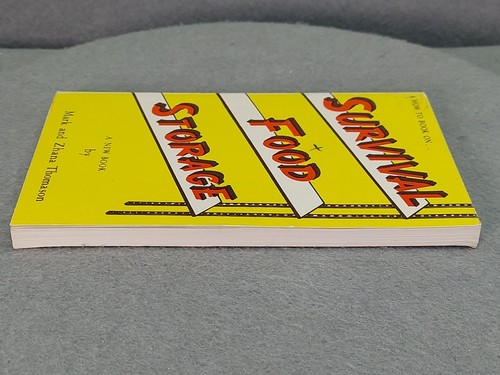 A HOW TO BOOK ON...
SURVIVAL
+
FOOD
STORAGE
A NEW BOOK
by
Mark and Zhana Thomason